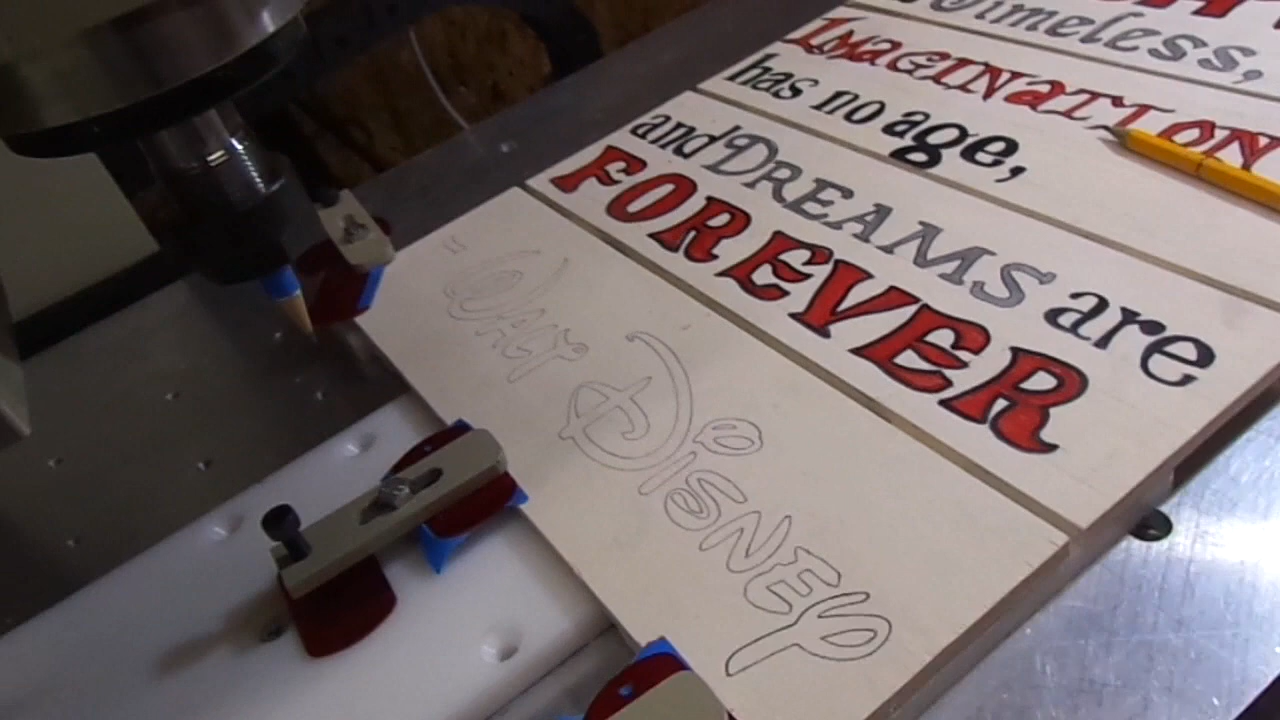 Timeless,
IMAGINATION
has no age,
and DREAMS are
FOREVER
- WALT DISNEY